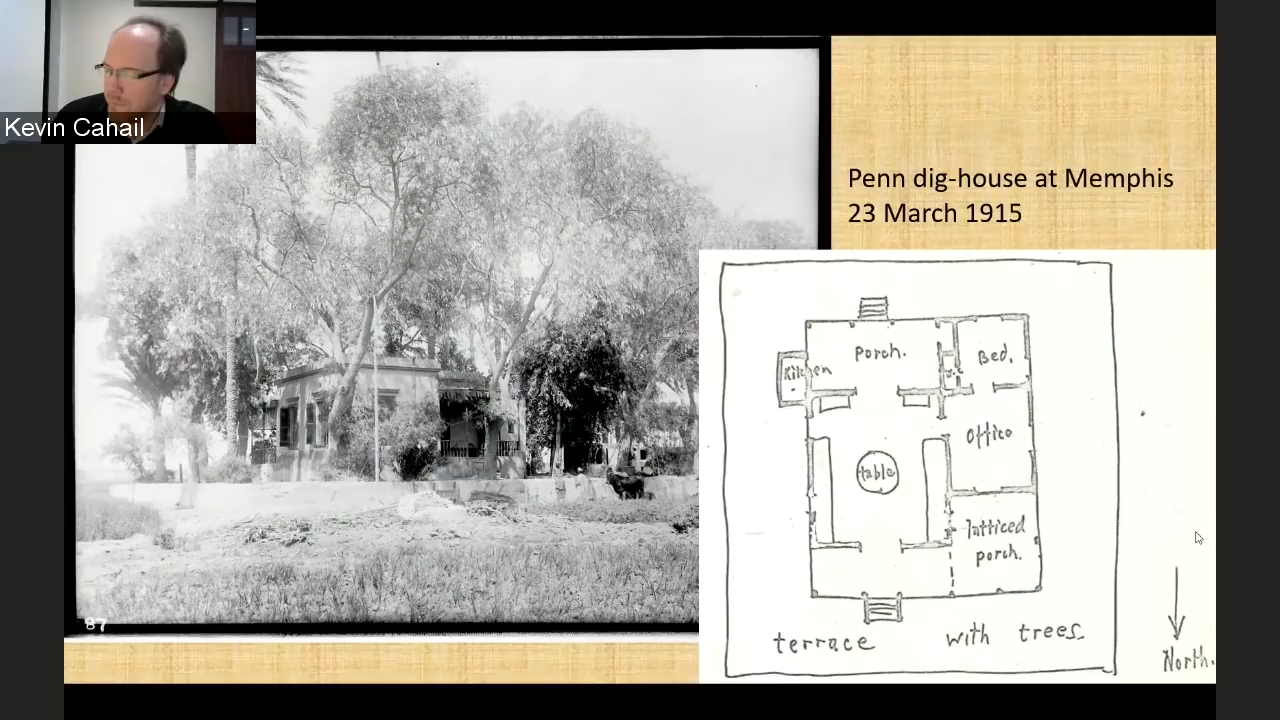 Kevin Cahail
Penn dig-house at Memphis
23 March 1915
87
Porch.
Bed.
Kitchen
Office
table
latticed
porch.
terrace with trees
North.